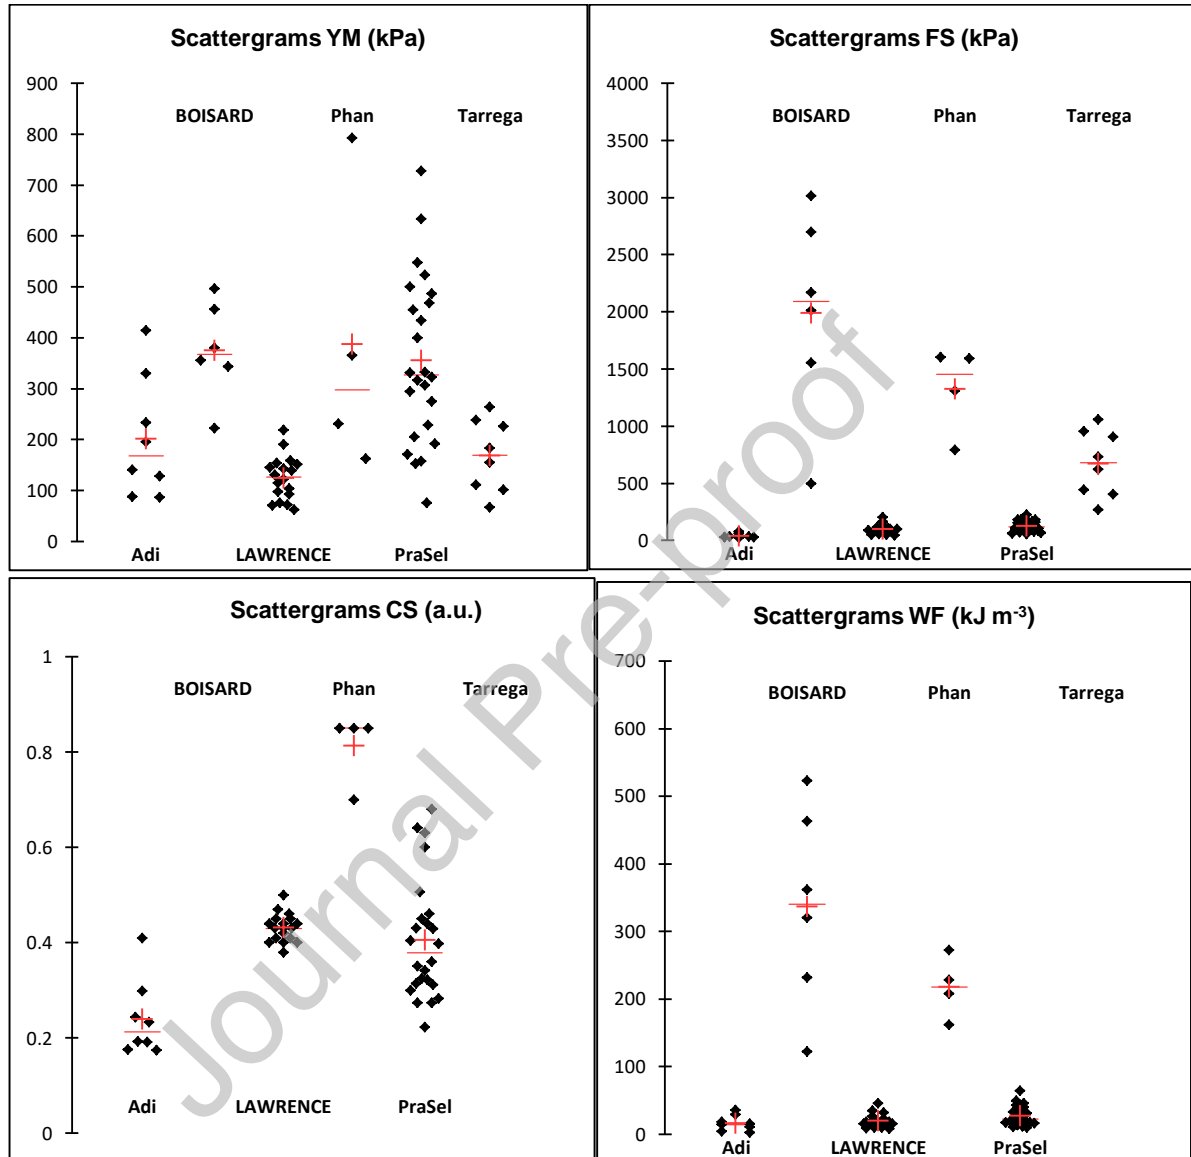 Scattergrams YM (kPa)
900
800
700
600
500
400
300
200
100
0
BOISARD Phan Tarrega
Adi LAWRENCE PraSel
Scattergrams FS (kPa)
4000
3500
3000
2500
2000
1500
1000
500
0
BOISARD Phan Tarrega
Adi LAWRENCE PraSel
Scattergrams CS (a.u.)
1
0.8
0.6
0.4
0.2
0
BOISARD Phan Tarrega
Adi LAWRENCE PraSel
Scattergrams WF (kJ m-3)
700
600
500
400
300
200
100
0
BOISARD Phan Tarrega
Adi LAWRENCE PraSel
Journal Pre-proof